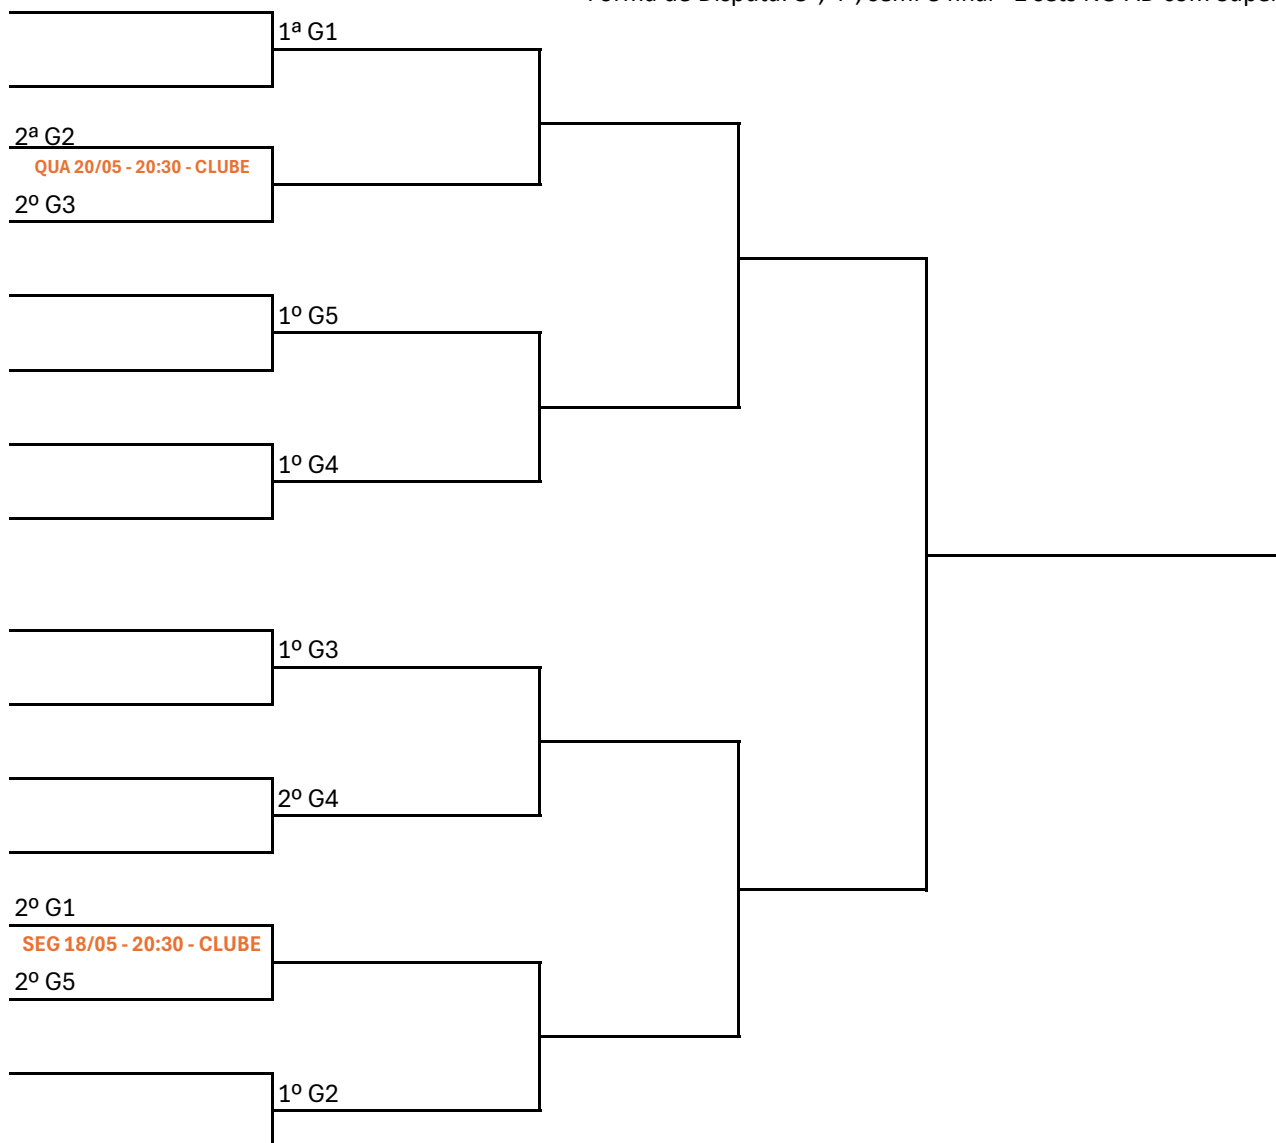 1ª G1
2ª G2
QUA 20/05 - 20:30 - CLUBE
2º G3
1º G5
1º G4
1º G3
2º G4
2º G1
SEG 18/05 - 20:30 - CLUBE
2º G5
1º G2